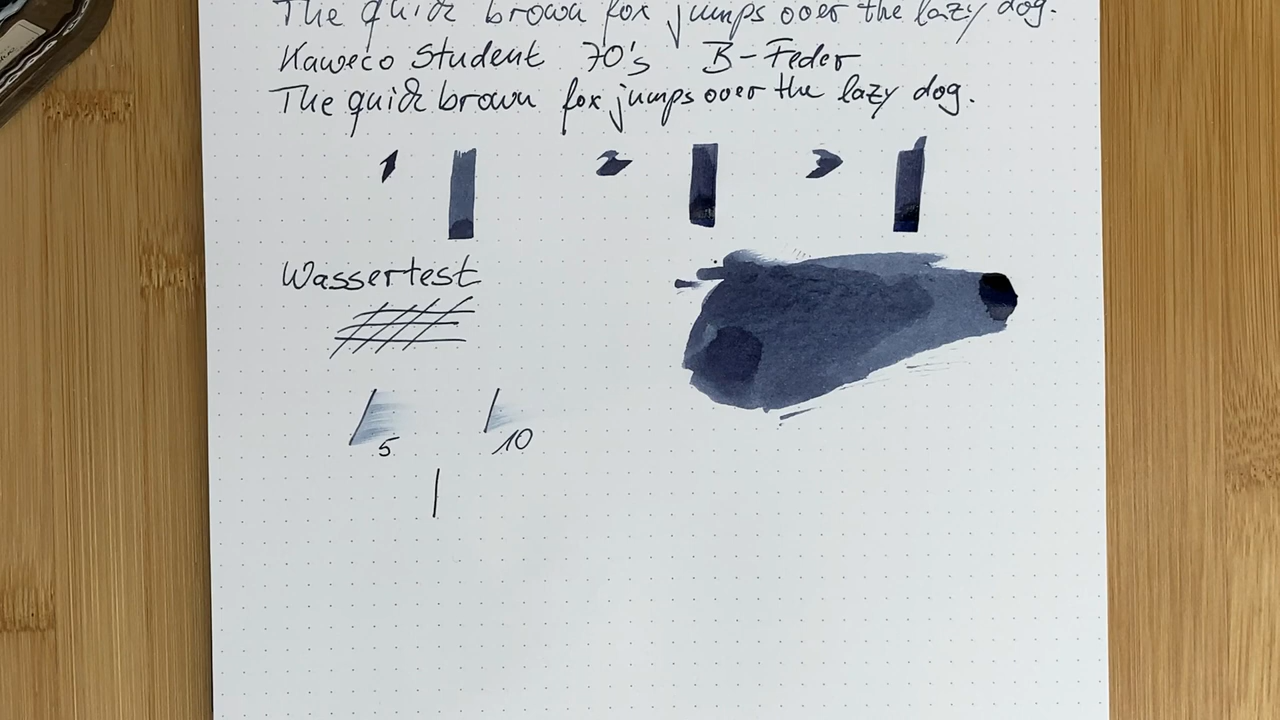 The quick brown fox jumps over the lazy dog.
Kaweco Student 70's B-Feder
The quick brown fox jumps over the lazy dog.
Wassertest
5 10